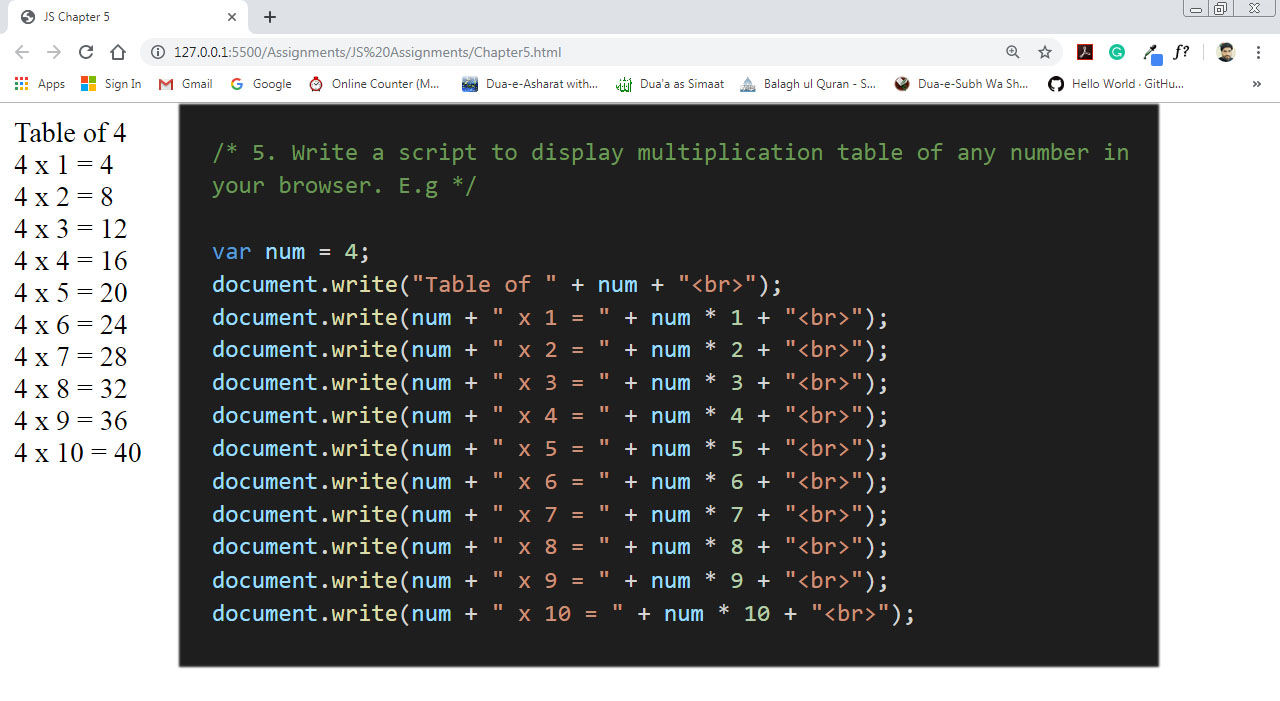 JS Chapter 5
127.0.0.1:5500/Assignments/JS%20Assignments/Chapter5.html
f?
Apps Sign In Gmail Google Online Counter (M... Dua-e-Asharat with... Dua'a as Simaat Balagh ul Quran - S... Dua-e-Subh Wa Sh... Hello World · GitHu... »
Table of 4
4 x 1 = 4
4 x 2 = 8
4 x 3 = 12
4 x 4 = 16
4 x 5 = 20
4 x 6 = 24
4 x 7 = 28
4 x 8 = 32
4 x 9 = 36
4 x 10 = 40
/* 5. Write a script to display multiplication table of any number in
your browser. E.g */
var num = 4;
document.write("Table of " + num + "<br>");
document.write(num + " x 1 = " + num * 1 + "<br>");
document.write(num + " x 2 = " + num * 2 + "<br>");
document.write(num + " x 3 = " + num * 3 + "<br>");
document.write(num + " x 4 = " + num * 4 + "<br>");
document.write(num + " x 5 = " + num * 5 + "<br>");
document.write(num + " x 6 = " + num * 6 + "<br>");
document.write(num + " x 7 = " + num * 7 + "<br>");
document.write(num + " x 8 = " + num * 8 + "<br>");
document.write(num + " x 9 = " + num * 9 + "<br>");
document.write(num + " x 10 = " + num * 10 + "<br>");